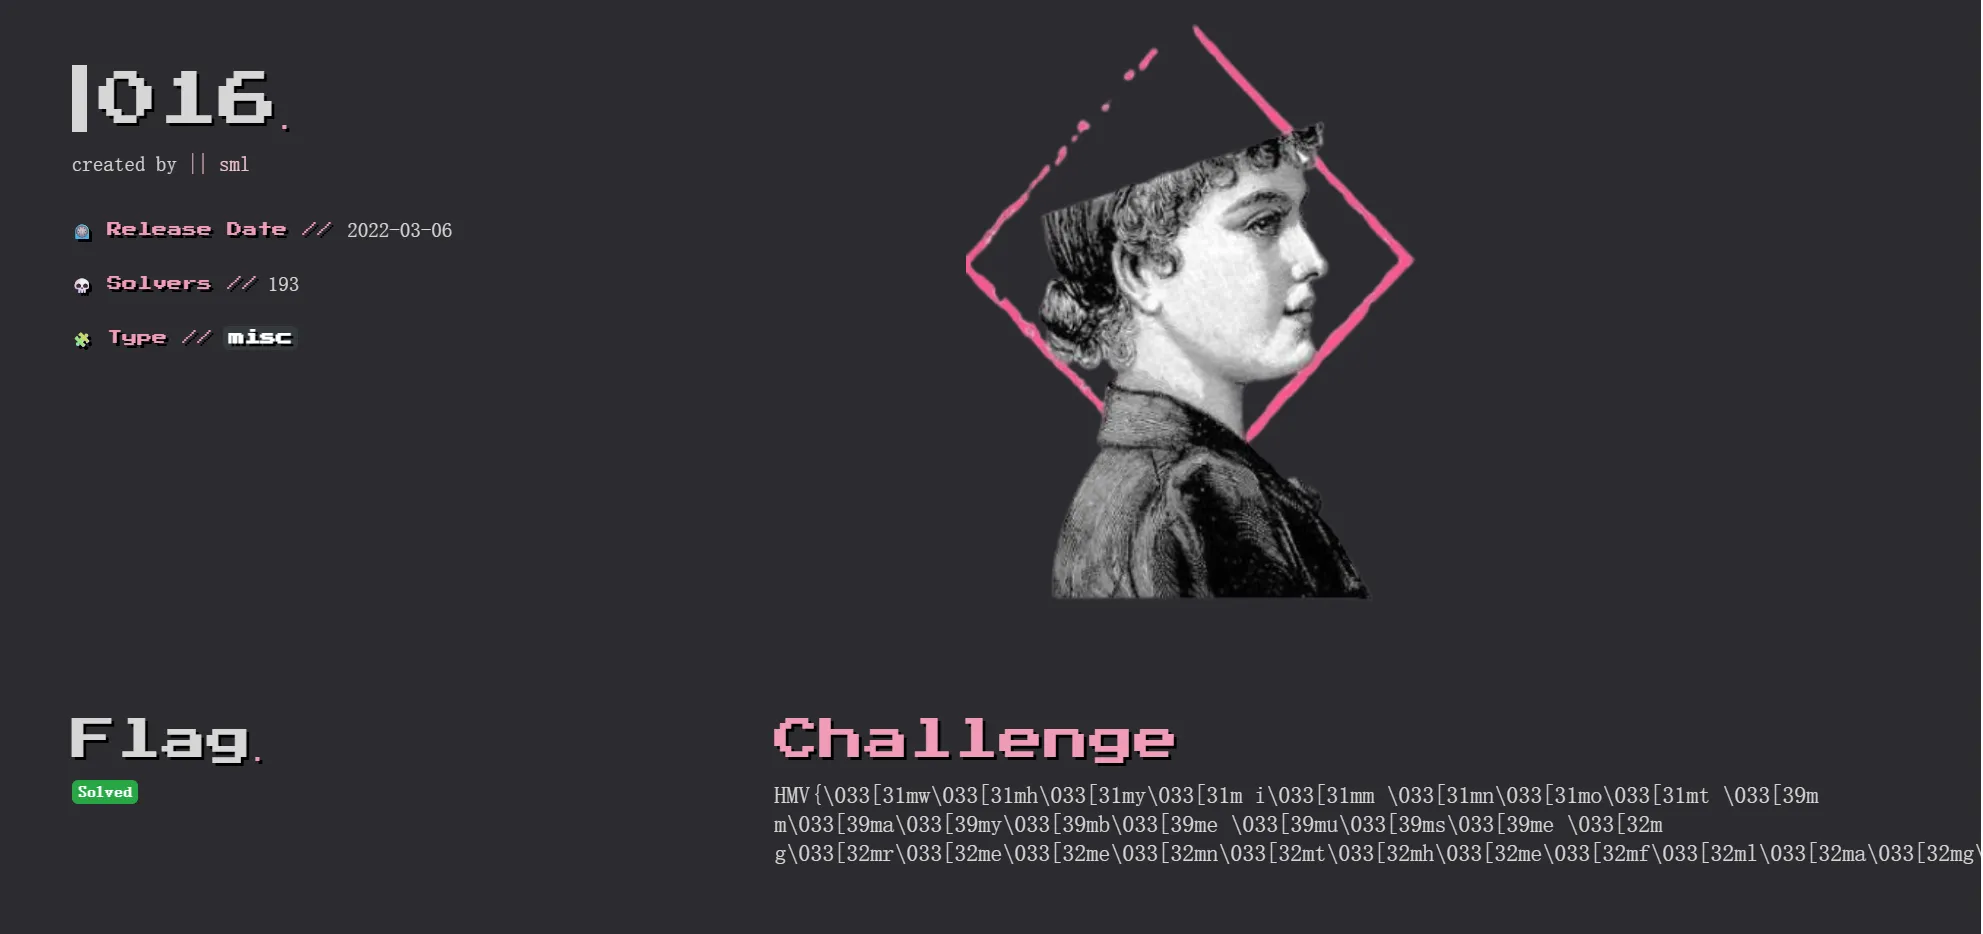 |016.
created by || sml
Release Date // 2022-03-06
Solvers // 193
Type // misc
Flag.
Solved
Challenge
HMV{\033[31mw\033[31mh\033[31my\033[31m i\033[31mm \033[31mn\033[31mo\033[31mt \033[39m
m\033[39ma\033[39my\033[39mb\033[39me \033[39mu\033[39ms\033[39me \033[32m
g\033[32mr\033[32me\033[32me\033[32mn\033[32mt\033[32mh\033[32me\033[32mf\033[32ml\033[32ma\033[32mg\